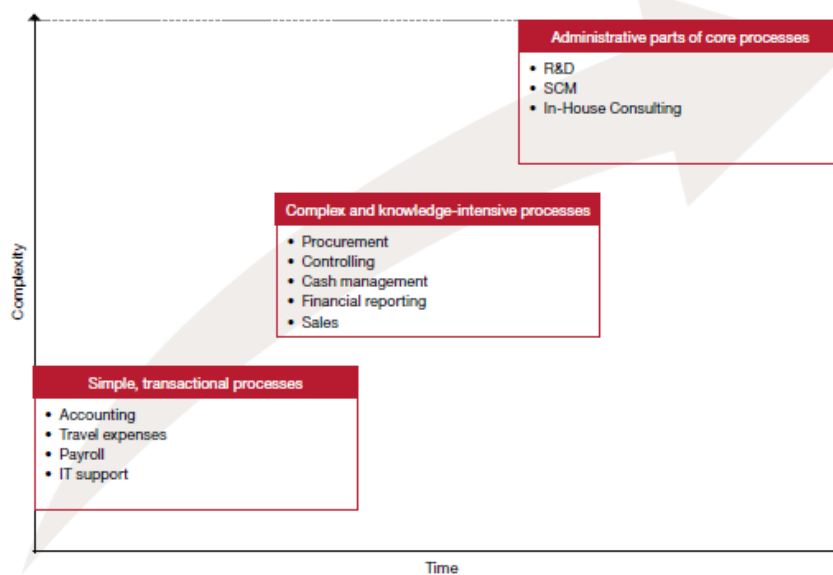 Administrative parts of core processes
• R&D
• SCM
• In-House Consulting
Complex and knowledge-intensive processes
• Procurement
• Controlling
• Cash management
• Financial reporting
• Sales
Complexity
Simple, transactional processes
• Accounting
• Travel expenses
• Payroll
• IT support
Time